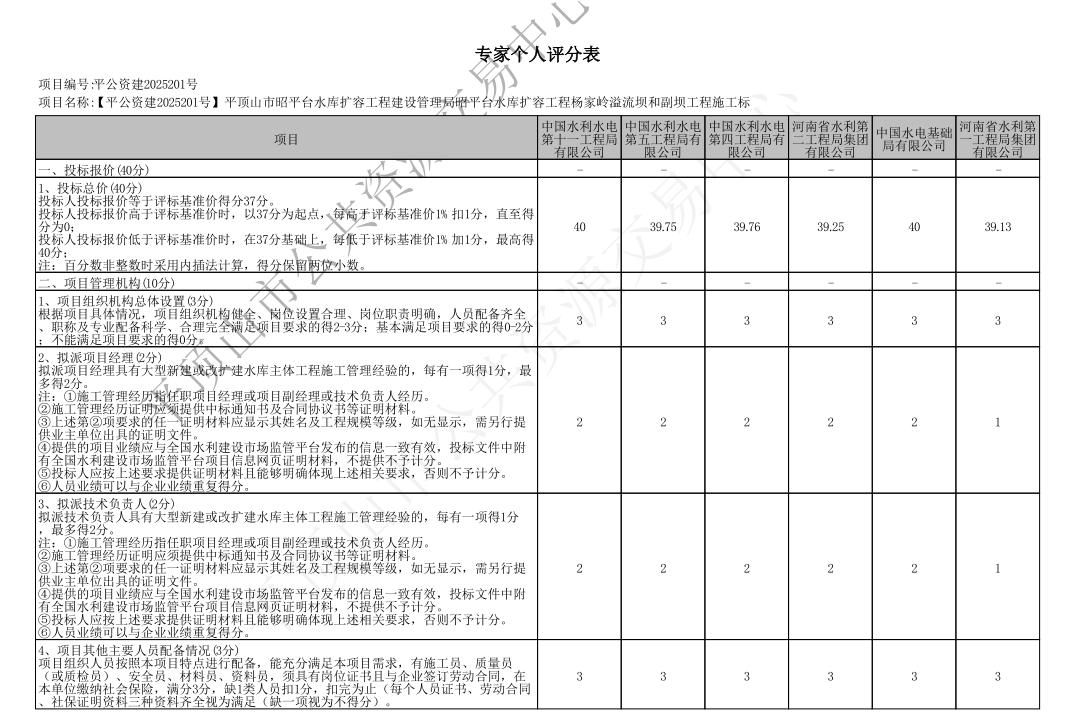 专家个人评分表
项目编号:平公资建2025201号
项目名称:【平公资建2025201号】平顶山市昭平台水库扩容工程建设管理局昭平台水库扩容工程杨家岭溢流坝和副坝工程施工标
项目
中国水利水电
第十一工程局
有限公司
中国水利水电
第五工程局有
限公司
中国水利水电
第四工程局有
限公司
河南省水利第
二工程局集团
有限公司
中国水电基础
局有限公司
河南省水利第
一工程局集团
有限公司
一、投标报价(40分) - - - - - -
1、投标总价(40分)
投标人投标报价等于评标基准价得分37分。
投标人投标报价高于评标基准价时, 以37分为起点, 每高于评标基准价1% 扣1分, 直至得
分为0;
投标人投标报价低于评标基准价时, 在37分基础上, 每低于评标基准价1% 加1分, 最高得
40分;
注: 百分数非整数时采用内插法计算, 得分保留两位小数。
40 39.75 39.76 39.25 40 39.13
二、项目管理机构(10分) - - - - - -
1、项目组织机构总体设置(3分)
根据项目具体情况, 项目组织机构健全、岗位设置合理、岗位职责明确, 人员配备齐全
、职称及专业配备科学、合理完全满足项目要求的得2-3分; 基本满足项目要求的得0-2分
; 不能满足项目要求的得0分。
3 3 3 3 3 3
2、拟派项目经理(2分)
拟派项目经理具有大型新建或改扩建水库主体工程施工管理经验的, 每有一项得1分, 最
多得2分。
注: ①施工管理经历指任职项目经理或项目副经理或技术负责人经历。
②施工管理经历证明应须提供中标通知书及合同协议书等证明材料。
③上述第②项要求的任一证明材料应显示其姓名及工程规模等级, 如无显示, 需另行提
供业主单位出具的证明文件。
④提供的项目业绩应与全国水利建设市场监管平台发布的信息一致有效, 投标文件中附
有全国水利建设市场监管平台项目信息网页证明材料, 不提供不予计分。
⑤投标人应按上述要求提供证明材料且能够明确体现上述相关要求, 否则不予计分。
⑥人员业绩可以与企业业绩重复得分。
2 2 2 2 2 1
3、拟派技术负责人(2分)
拟派技术负责人具有大型新建或改扩建水库主体工程施工管理经验的, 每有一项得1分
, 最多得2分。
注: ①施工管理经历指任职项目经理或项目副经理或技术负责人经历。
②施工管理经历证明应须提供中标通知书及合同协议书等证明材料。
③上述第②项要求的任一证明材料应显示其姓名及工程规模等级, 如无显示, 需另行提
供业主单位出具的证明文件。
④提供的项目业绩应与全国水利建设市场监管平台发布的信息一致有效, 投标文件中附
有全国水利建设市场监管平台项目信息网页证明材料, 不提供不予计分。
⑤投标人应按上述要求提供证明材料且能够明确体现上述相关要求, 否则不予计分。
⑥人员业绩可以与企业业绩重复得分。
2 2 2 2 2 1
4、项目其他主要人员配备情况(3分)
项目组织人员按照本项目特点进行配备, 能充分满足本项目需求, 有施工员、质量员
(或质检员)、安全员、材料员、资料员, 须具有岗位证书且与企业签订劳动合同, 在
本单位缴纳社会保险, 满分3分, 缺1类人员扣1分, 扣完为止(每个人员证书、劳动合同
、社保证明资料三种资料齐全视为满足(缺一项视为不得分)。
3 3 3 3 3 3
平顶山市公共资源交易中心
平顶山市公共资源交易中心